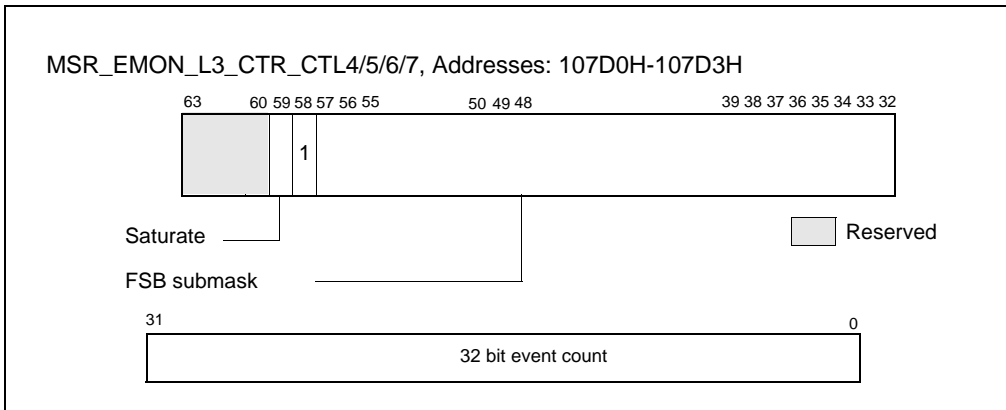 MSR_EMON_L3_CTR_CTL4/5/6/7, Addresses: 107D0H-107D3H
63 60 59 58 57 56 55 50 49 48 39 38 37 36 35 34 33 32
1
Saturate
Reserved
FSB submask
31 0
32 bit event count